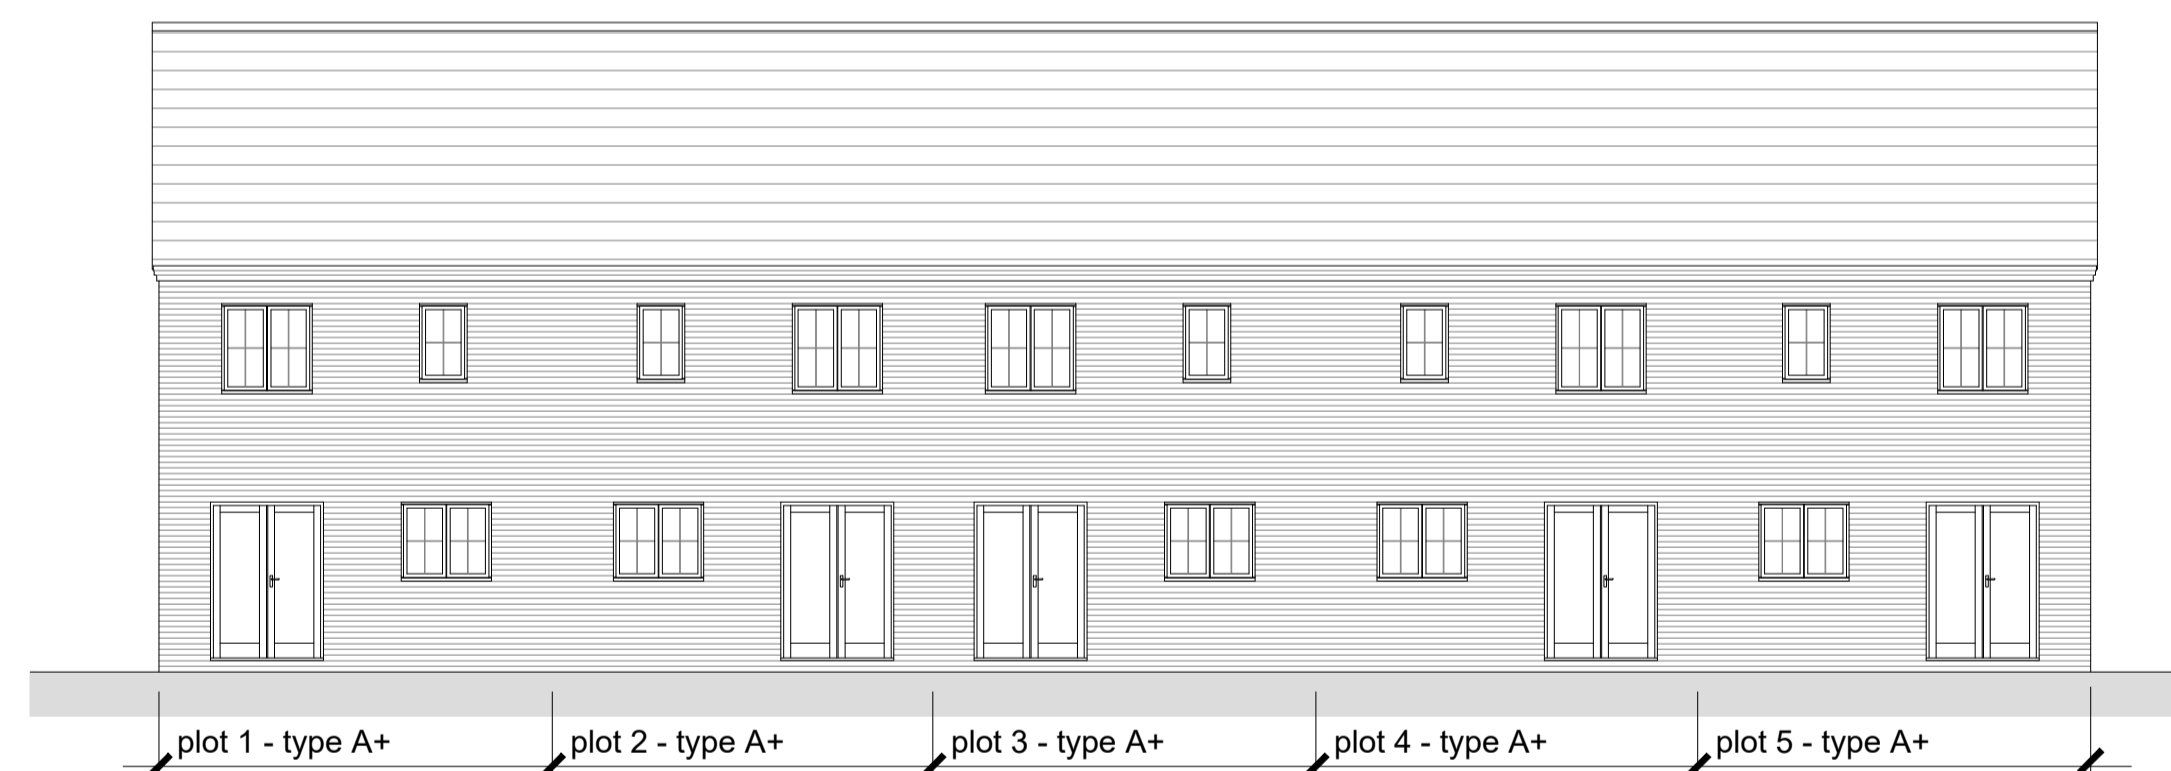 plot 1 - type A+
plot 2 - type A+
plot 3 - type A+
plot 4 - type A+
plot 5 - type A+